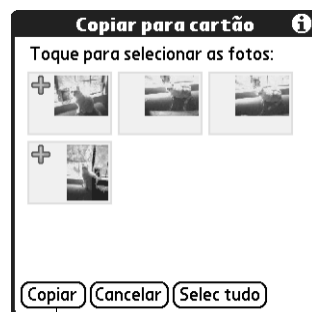 Copiar para cartão
Toque para selecionar as fotos:
Copiar
Cancelar
Selec tudo